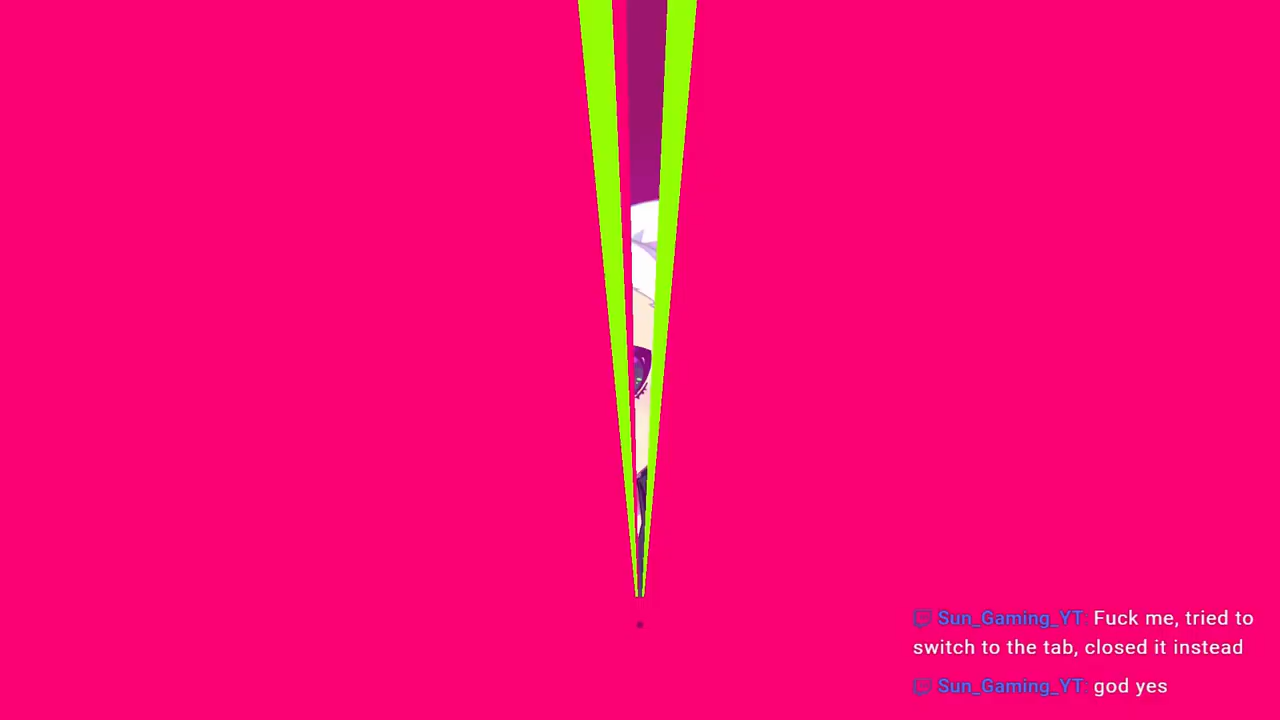 Sun_Gaming_YT: Fuck me, tried to
switch to the tab, closed it instead
Sun_Gaming_YT: god yes